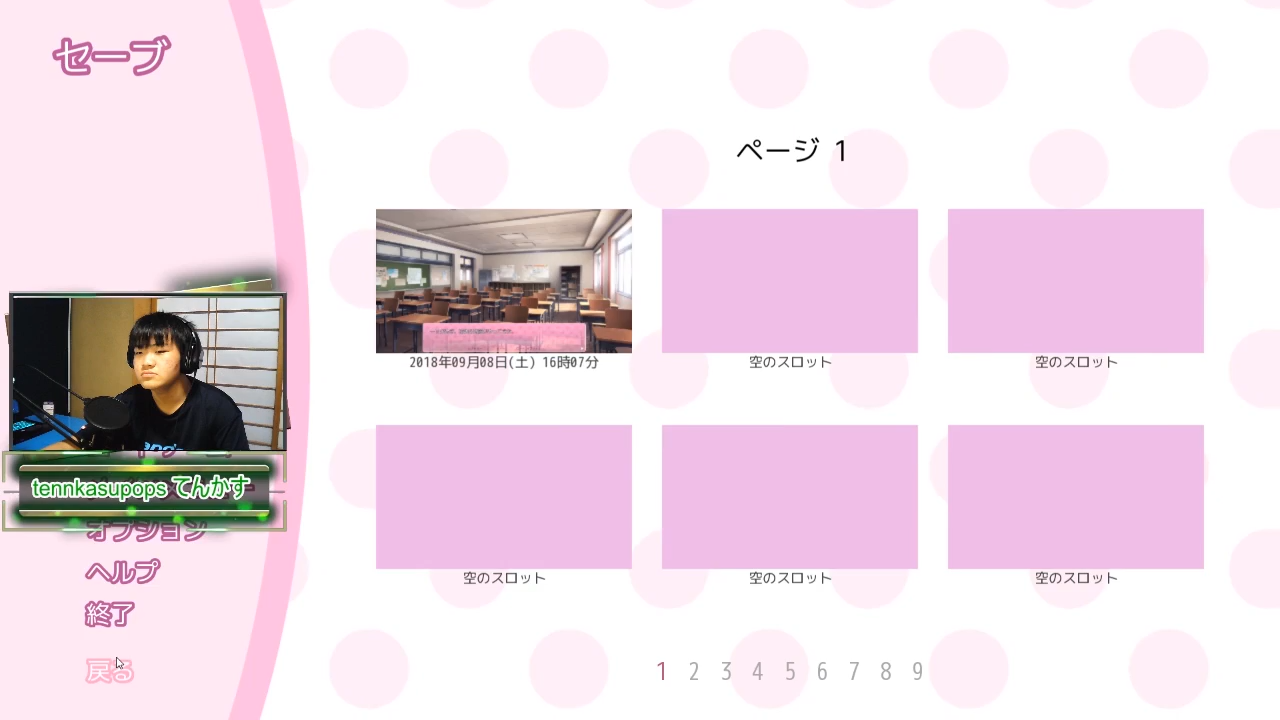 セーブ
ページ 1
2018年09月08日(土) 16時07分
空のスロット
空のスロット
空のスロット
空のスロット
空のスロット
tennkasupops てんかす
オプション
ヘルプ
終了
戻る
1 2 3 4 5 6 7 8 9